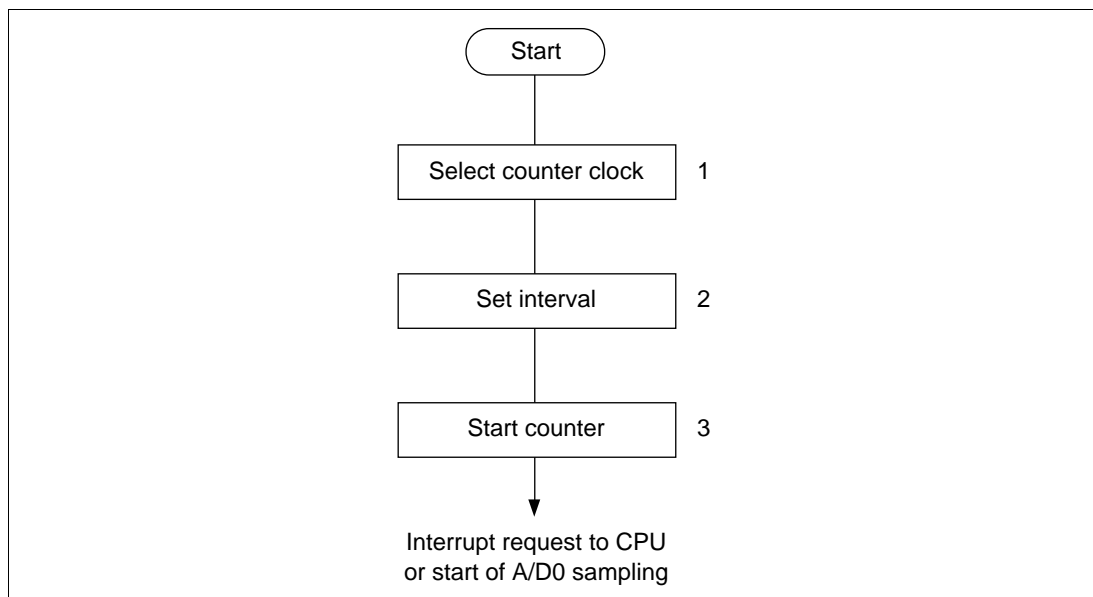 Start
Select counter clock 1
Set interval 2
Start counter 3
Interrupt request to CPU
or start of A/D0 sampling